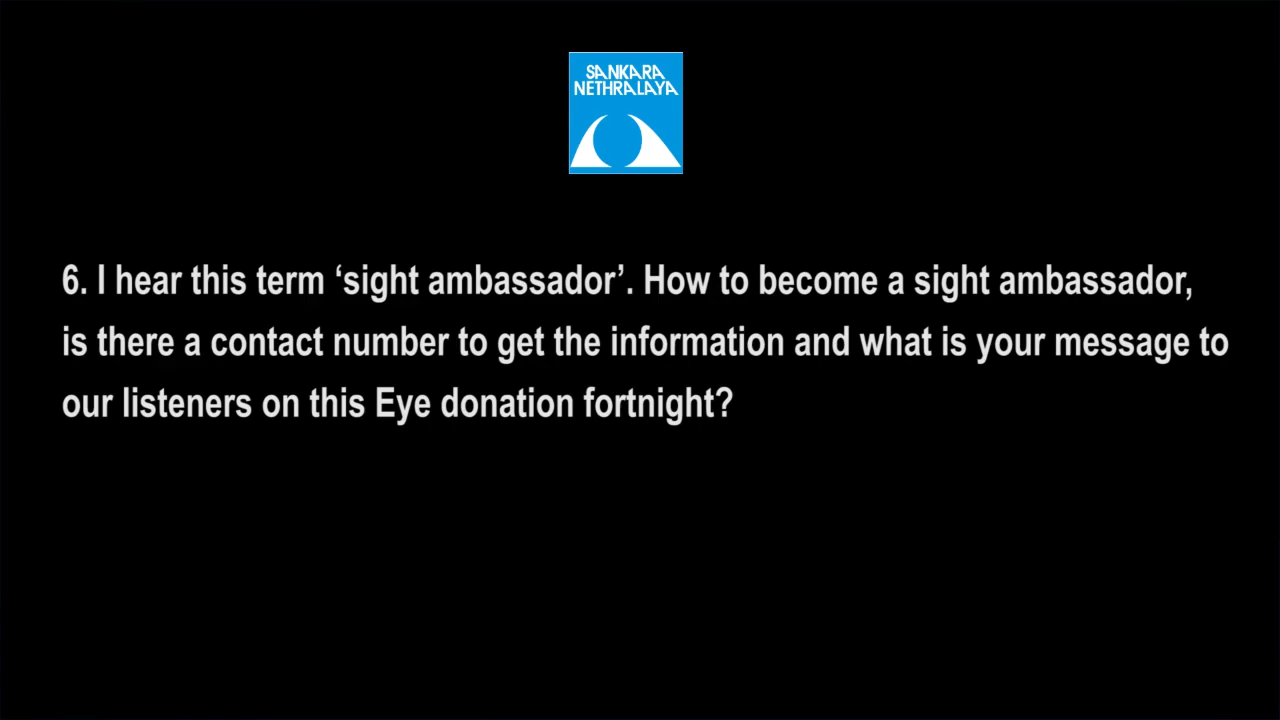 SANKARA
NETHRALAYA
6. I hear this term ‘sight ambassador’. How to become a sight ambassador,
is there a contact number to get the information and what is your message to
our listeners on this Eye donation fortnight?